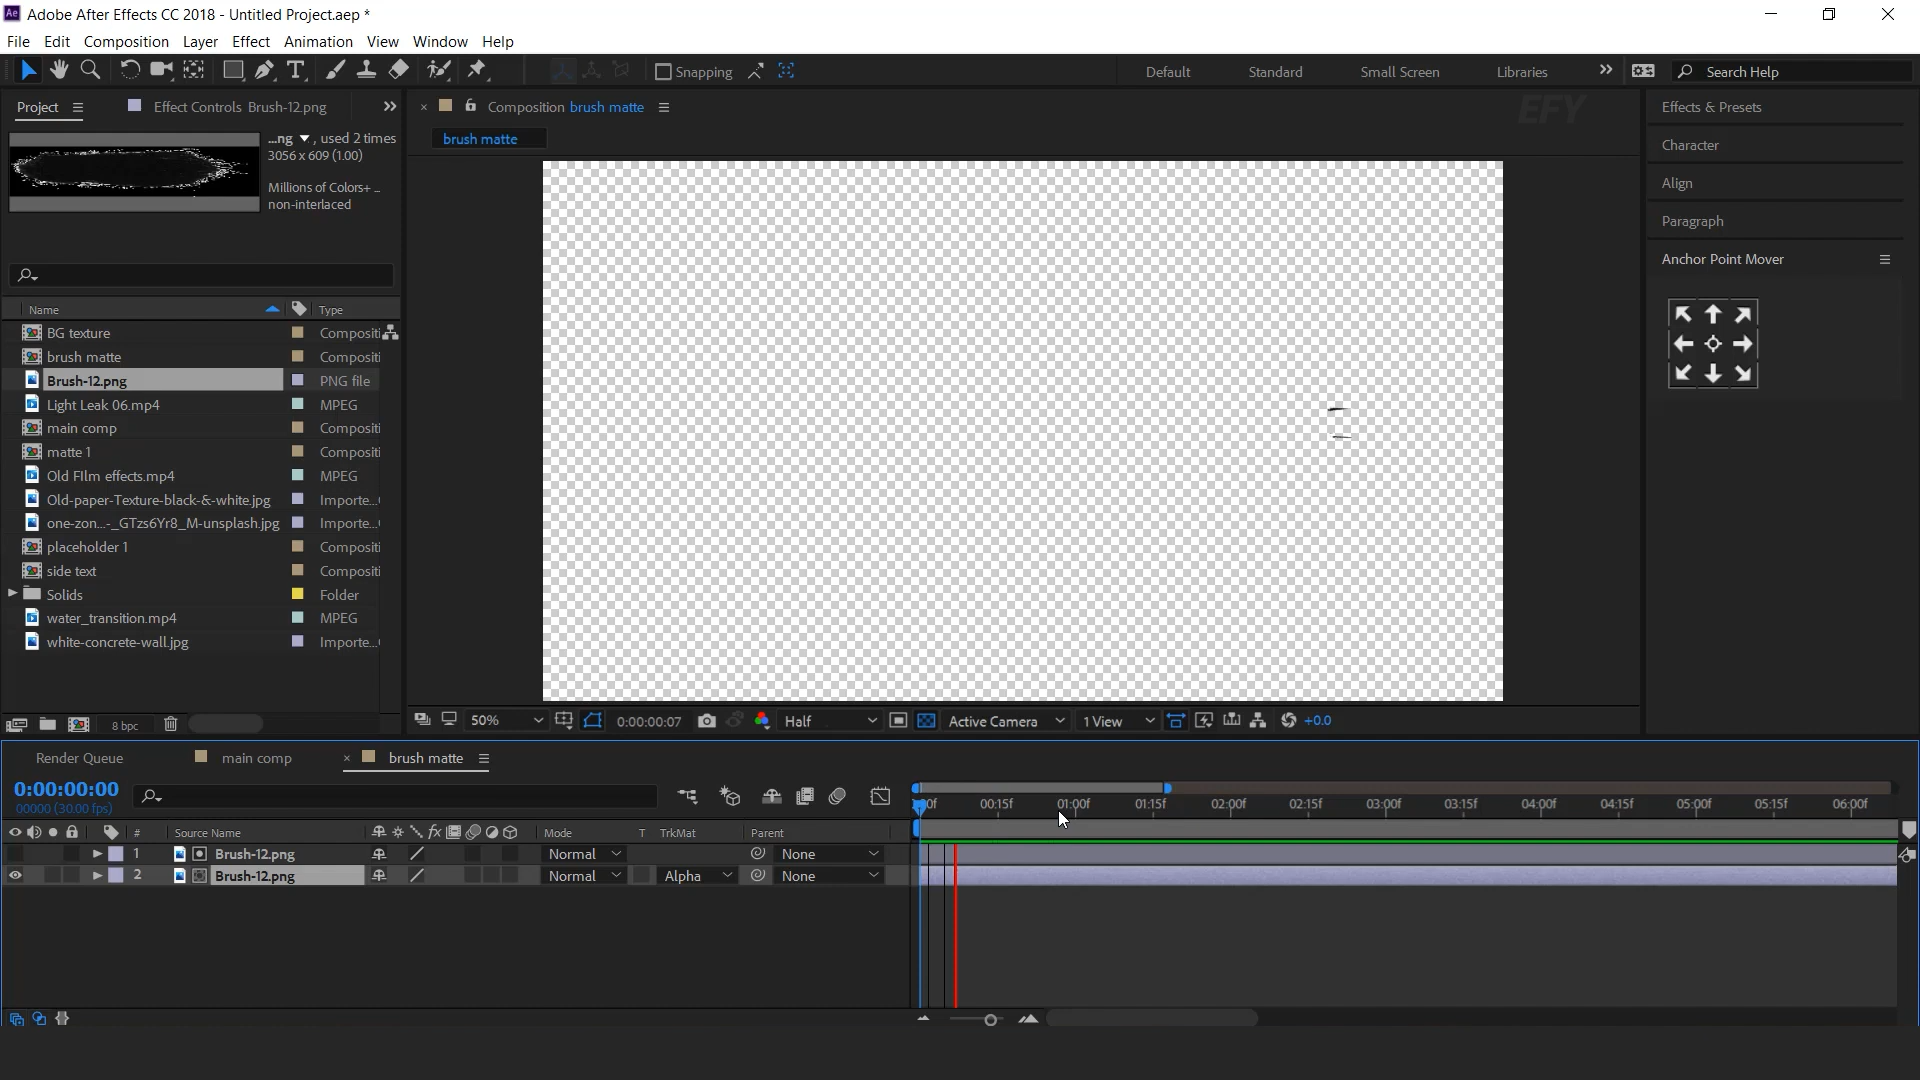 Ae Adobe After Effects CC 2018 - Untitled Project.aep *
File Edit Composition Layer Effect Animation View Window Help
Snapping Default Standard Small Screen Libraries Search Help
Project Effect Controls Brush-12.png
...ng , used 2 times
3056 x 609 (1.00)
Millions of Colors+ ...
non-interlaced
Name Type
BG texture Compositi
brush matte Compositi
Brush-12.png PNG file
Light Leak 06.mp4 MPEG
main comp Compositi
matte 1 Compositi
Old FIlm effects.mp4 MPEG
Old-paper-Texture-black-&-white.jpg Importe...
one-zon...-_GTzs6Yr8_M-unsplash.jpg Importe...
placeholder 1 Compositi
side text Compositi
Solids Folder
water_transition.mp4 MPEG
white-concrete-wall.jpg Importe...
8 bpc
Composition brush matte
EFY
brush matte
50% 0:00:00:07 Half Active Camera 1 View +0.0
Effects & Presets
Character
Align
Paragraph
Anchor Point Mover
Render Queue main comp brush matte
0:00:00:00
00000 (30.00 fps)
00f 00:15f 01:00f 01:15f 02:00f 02:15f 03:00f 03:15f 04:00f 04:15f 05:00f 05:15f 06:00f
# Source Name fx Mode T TrkMat Parent
1 Brush-12.png Normal None
2 Brush-12.png Normal Alpha None